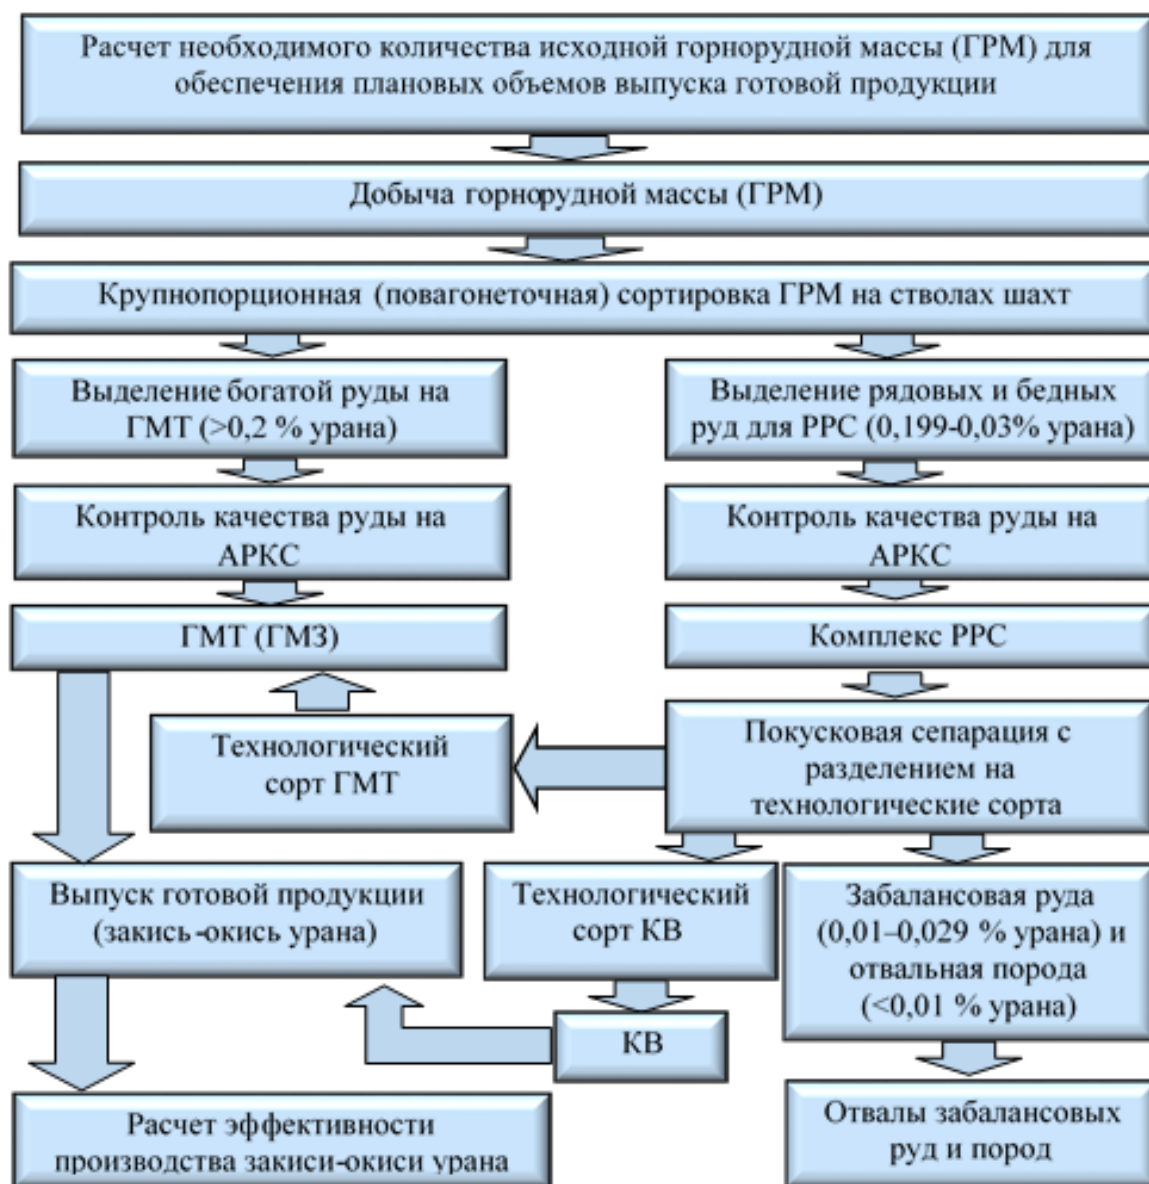 Расчет необходимого количества исходной горнорудной массы (ГРМ) для
обеспечения плановых объемов выпуска готовой продукции
Добыча горнорудной массы (ГРМ)
Крупнопорционная (повагонеточная) сортировка ГРМ на стволах шахт
Выделение богатой руды на
ГМТ (>0,2 % урана)
Выделение рядовых и бедных
руд для РРС (0,199-0,03% урана)
Контроль качества руды на
АРКС
Контроль качества руды на
АРКС
ГМТ (ГМЗ)
Комплекс РРС
Технологический
сорт ГМТ
Покусковая сепарация с
разделением на
технологические сорта
Выпуск готовой продукции
(закись-окись урана)
Технологический
сорт КВ
Забалансовая руда
(0,01–0,029 % урана) и
отвальная порода
(<0,01 % урана)
КВ
Расчет эффективности
производства закиси-окиси урана
Отвалы забалансовых
руд и пород